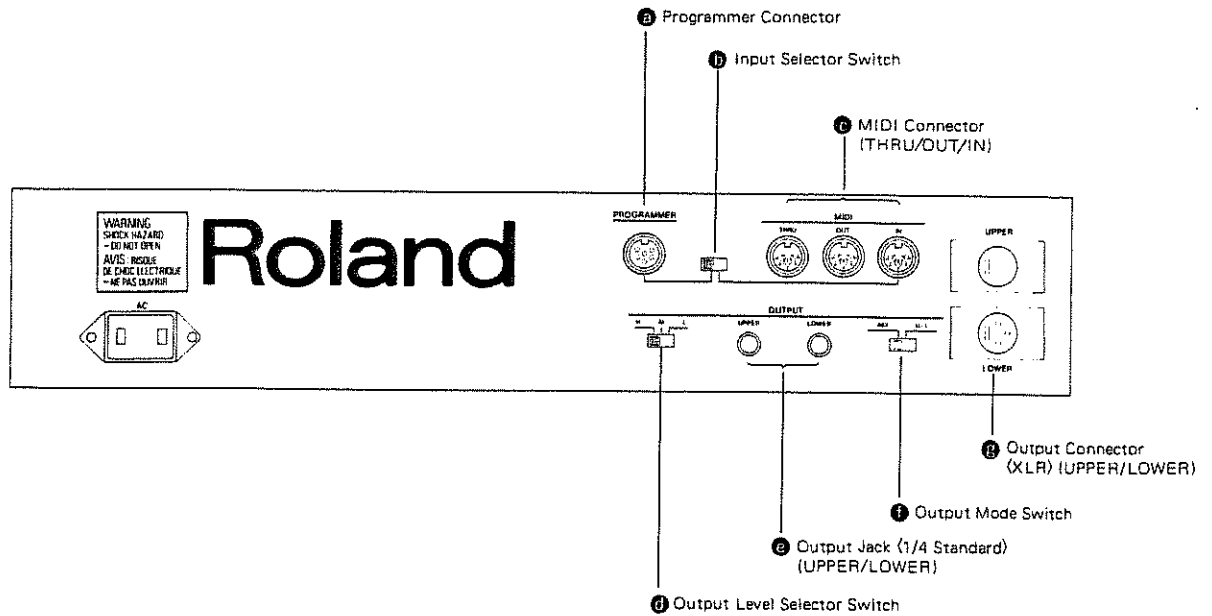 a Programmer Connector
b Input Selector Switch
c MIDI Connector
(THRU/OUT/IN)
WARNING
SHOCK HAZARD
– DO NOT OPEN
AVIS: RISQUE
DE CHOC ELECTRIQUE
– NE PAS OUVRIR
Roland
PROGRAMMER
MIDI
THRU OUT IN
UPPER
AC
OUTPUT
H M L
UPPER LOWER
MIX
LOWER
g Output Connector
(XLR) (UPPER/LOWER)
f Output Mode Switch
e Output Jack (1/4 Standard)
(UPPER/LOWER)
d Output Level Selector Switch